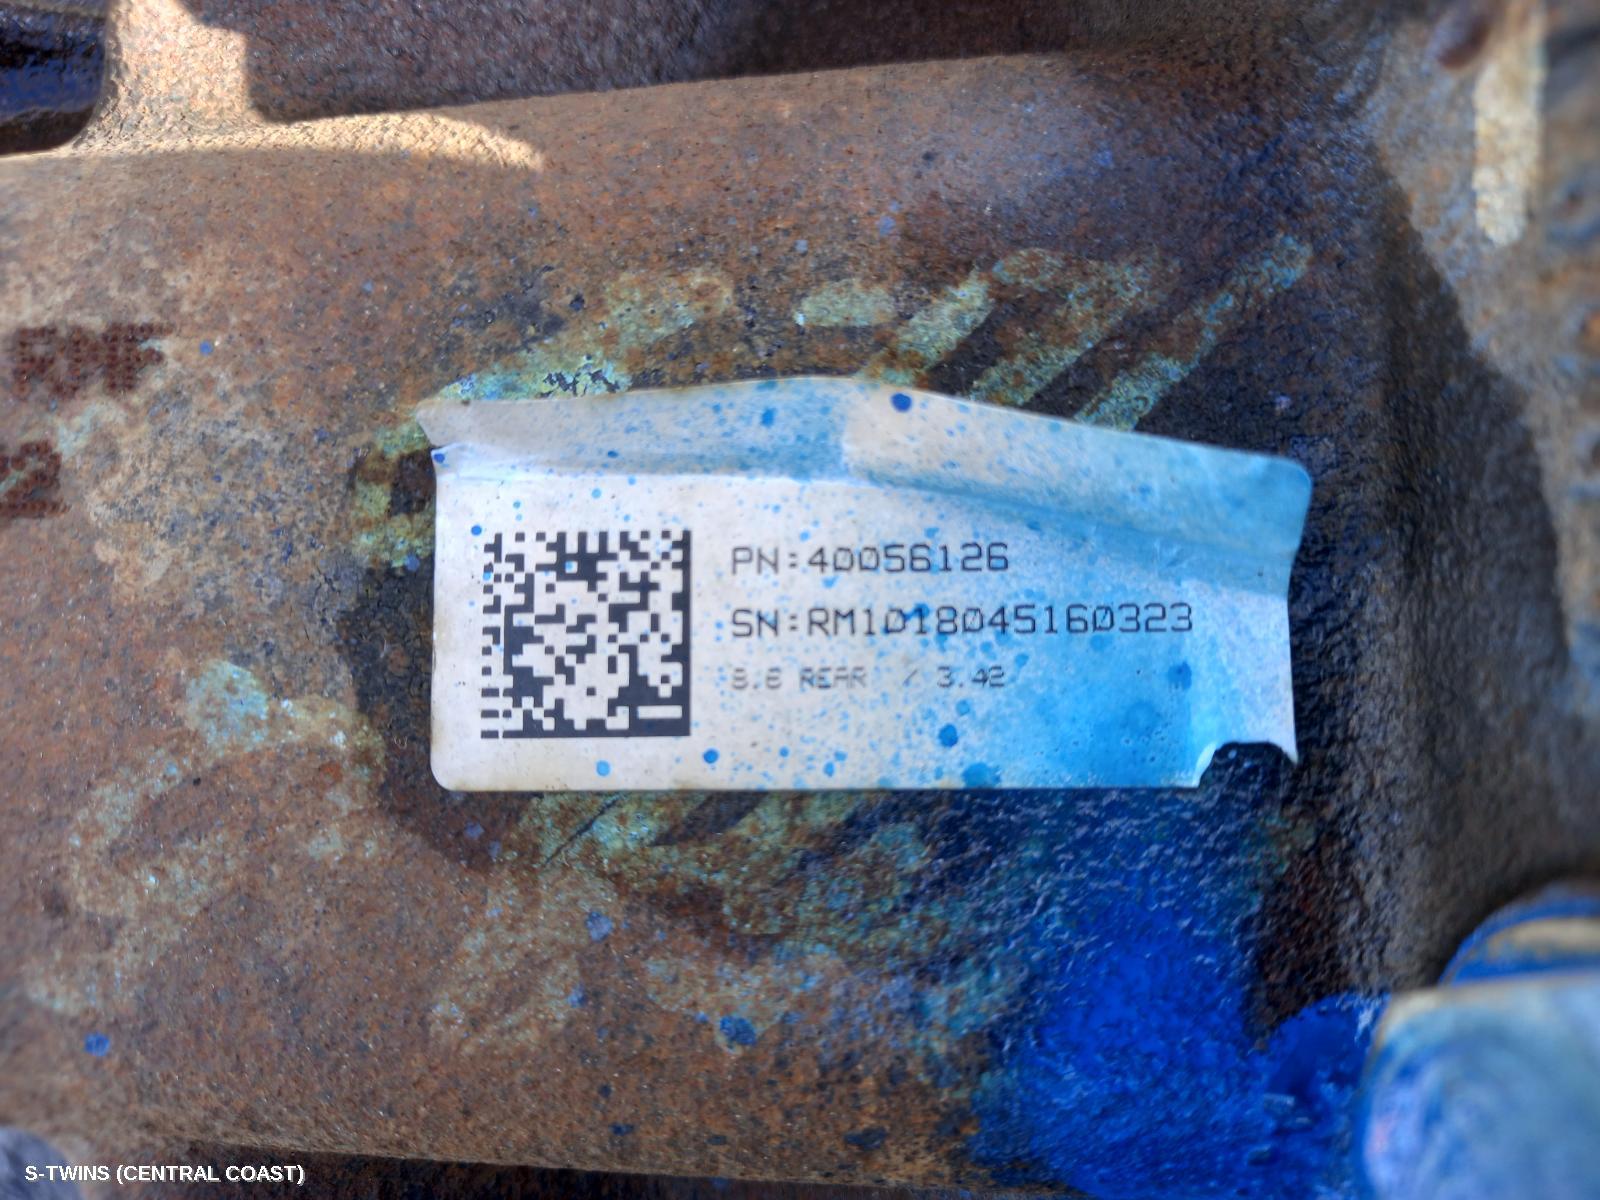 PN:40056126
SN:RM1018045160323
8.6 REAR / 3.42
S-TWINS (CENTRAL COAST)